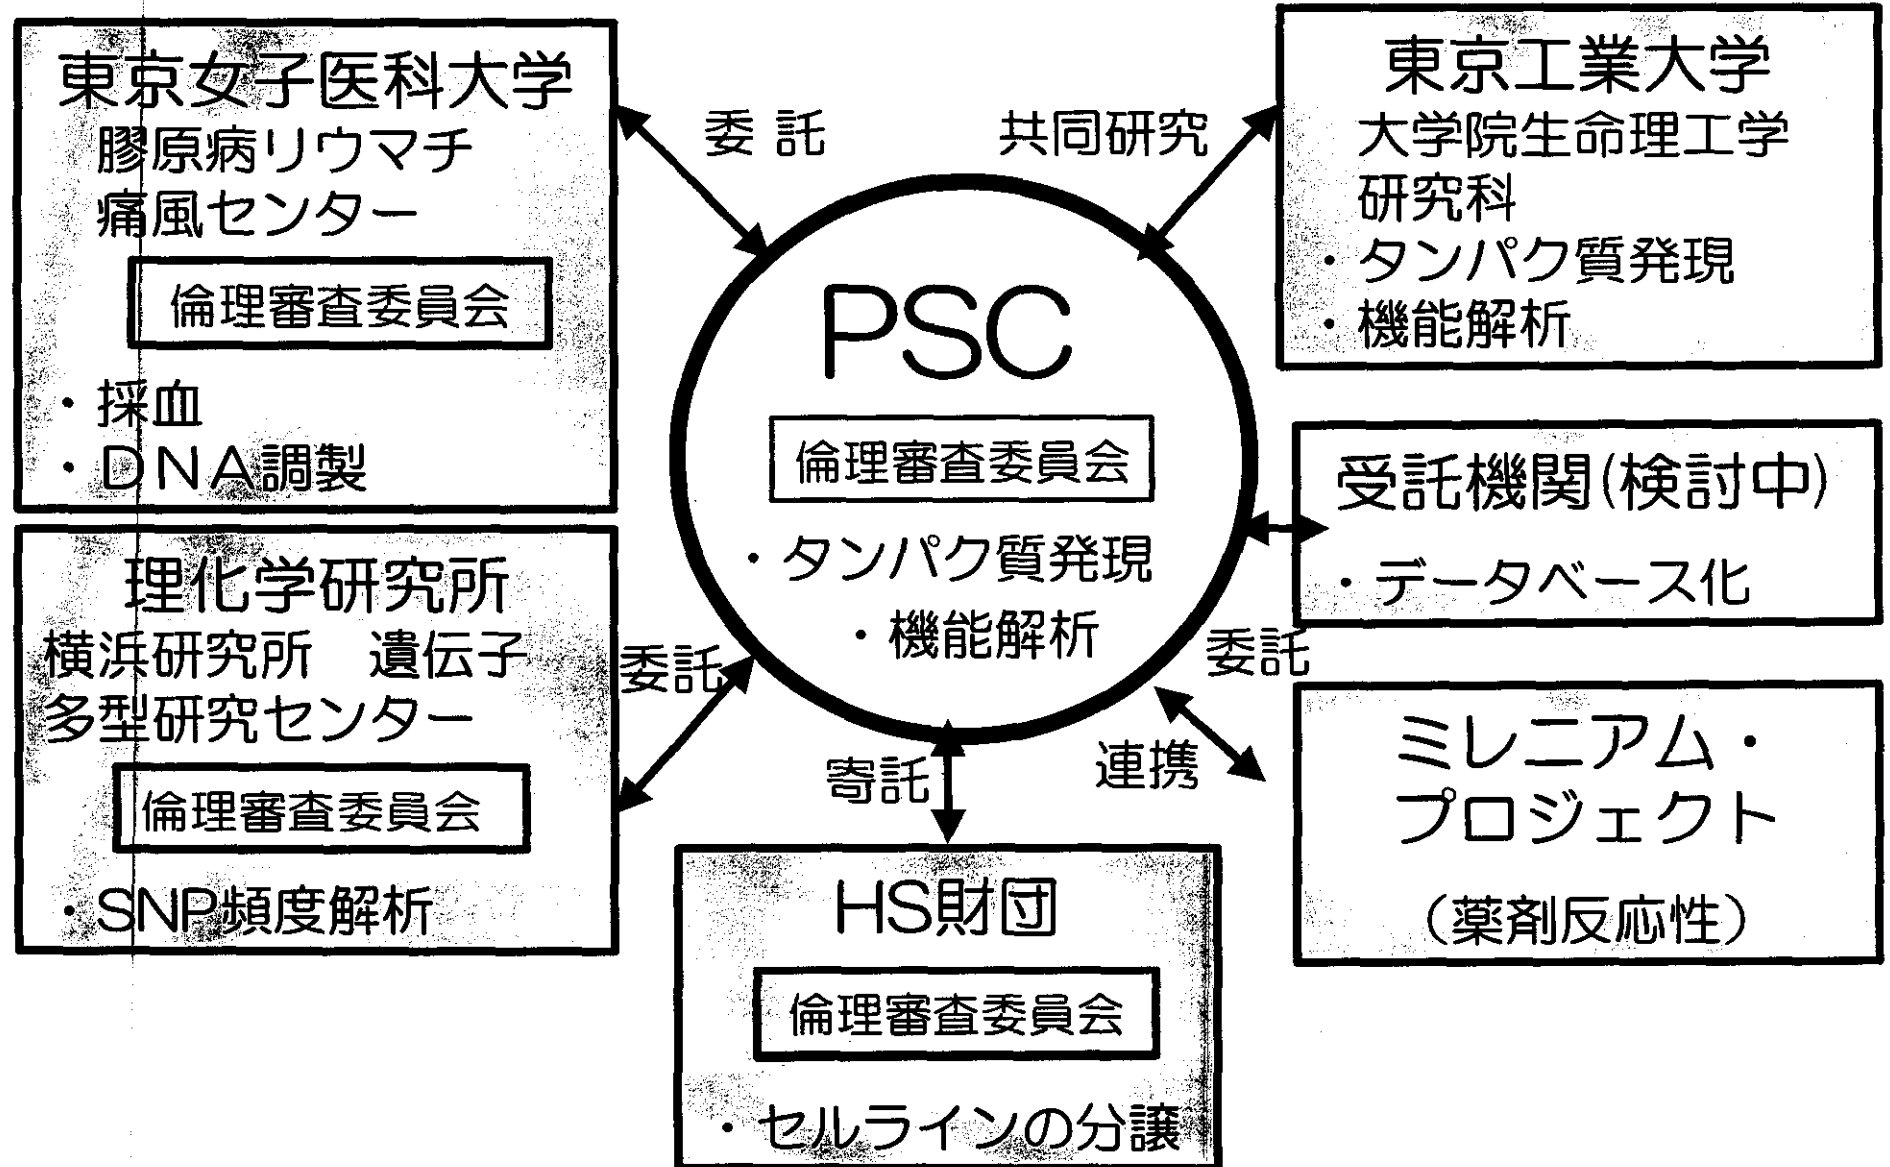 東京女子医科大学
膠原病リウマチ
痛風センター
倫理審査委員会
・採血
・DNA調製
委 託
共同研究
東京工業大学
大学院生命理工学
研究科
・タンパク質発現
・機能解析
PSC
倫理審査委員会
・タンパク質発現
・機能解析
受託機関(検討中)
・データベース化
委託
理化学研究所
横浜研究所 遺伝子
多型研究センター
倫理審査委員会
・SNP頻度解析
委託
寄託
連携
ミレニアム・
プロジェクト
(薬剤反応性)
HS財団
倫理審査委員会
・セルラインの分譲